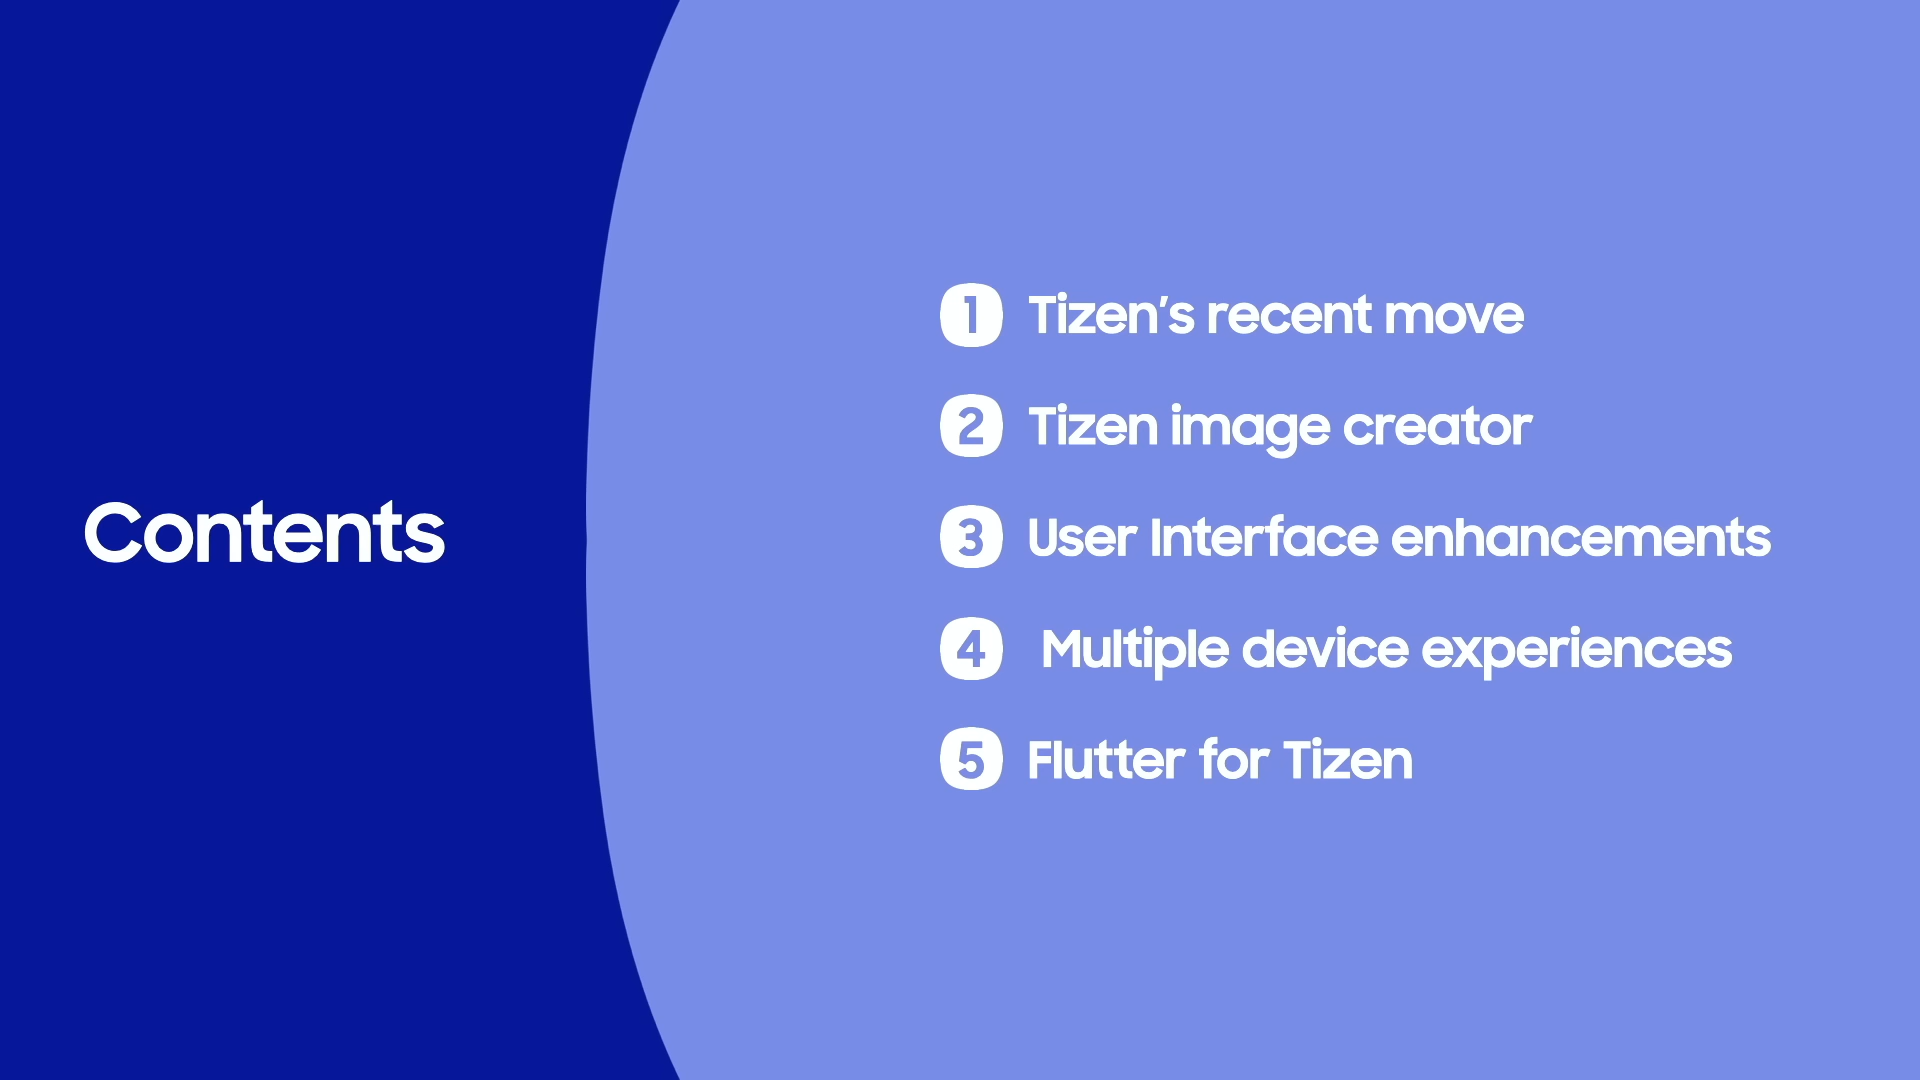 Contents
1 Tizen’s recent move
2 Tizen image creator
3 User Interface enhancements
4 Multiple device experiences
5 Flutter for Tizen